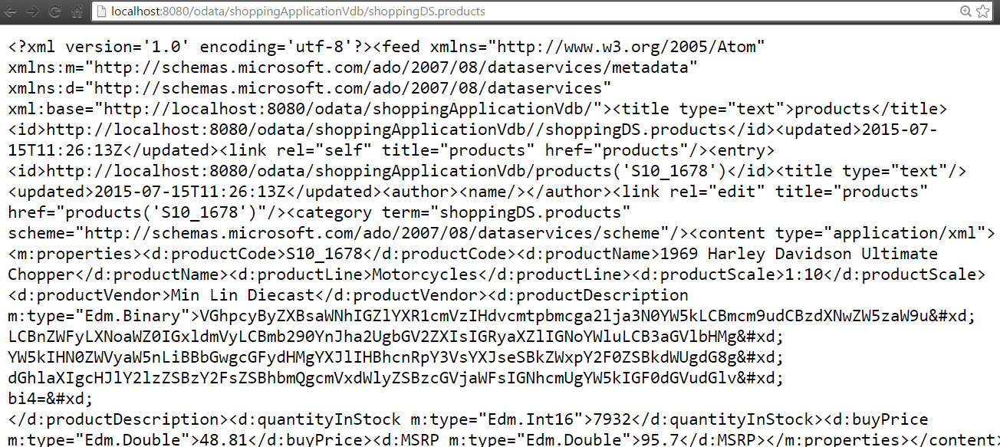 localhost:8080/odata/shoppingApplicationVdb/shoppingDS.products
<?xml version='1.0' encoding='utf-8'?><feed xmlns="http://www.w3.org/2005/Atom"
xmlns:m="http://schemas.microsoft.com/ado/2007/08/dataservices/metadata"
xmlns:d="http://schemas.microsoft.com/ado/2007/08/dataservices"
xml:base="http://localhost:8080/odata/shoppingApplicationVdb/"><title type="text">products</title>
<id>http://localhost:8080/odata/shoppingApplicationVdb//shoppingDS.products</id><updated>2015-07-
15T11:26:13Z</updated><link rel="self" title="products" href="products"/><entry>
<id>http://localhost:8080/odata/shoppingApplicationVdb/products('S10_1678')</id><title type="text"/>
<updated>2015-07-15T11:26:13Z</updated><author><name/></author><link rel="edit" title="products"
href="products('S10_1678')"/><category term="shoppingDS.products"
scheme="http://schemas.microsoft.com/ado/2007/08/dataservices/scheme"/><content type="application/xml">
<m:properties><d:productCode>S10_1678</d:productCode><d:productName>1969 Harley Davidson Ultimate
Chopper</d:productName><d:productLine>Motorcycles</d:productLine><d:productScale>1:10</d:productScale>
<d:productVendor>Min Lin Diecast</d:productVendor><d:productDescription
m:type="Edm.Binary">VGhpcyByZXBsaWNhIGZlYXR1cmVzIHdvcmtpbmcga2lja3N0YW5kLCBmcm9udCBzdXNwZW5zaW9u&#xd;
LCBnZWFyLXNoaWZ0IGxldmVyLCBmb290YnJha2UgbGV2ZXIsIGRyaXZlIGNoYWluLCB3aGVlbHMg&#xd;
YW5kIHN0ZWVyaW5nLiBBbGwgcGFydHMgYXJlIHBhcnRpY3VsYXJseSBkZWxpY2F0ZSBkdWUgdG8g&#xd;
dGhlaXIgcHJlY2lzZSBzY2FsZSBhbmQgcmVxdWlyZSBzcGVjaWFsIGNhcmUgYW5kIGF0dGVudGlv&#xd;
bi4=&#xd;
</d:productDescription><d:quantityInStock m:type="Edm.Int16">7932</d:quantityInStock><d:buyPrice
m:type="Edm.Double">48.81</d:buyPrice><d:MSRP m:type="Edm.Double">95.7</d:MSRP></m:properties></content>